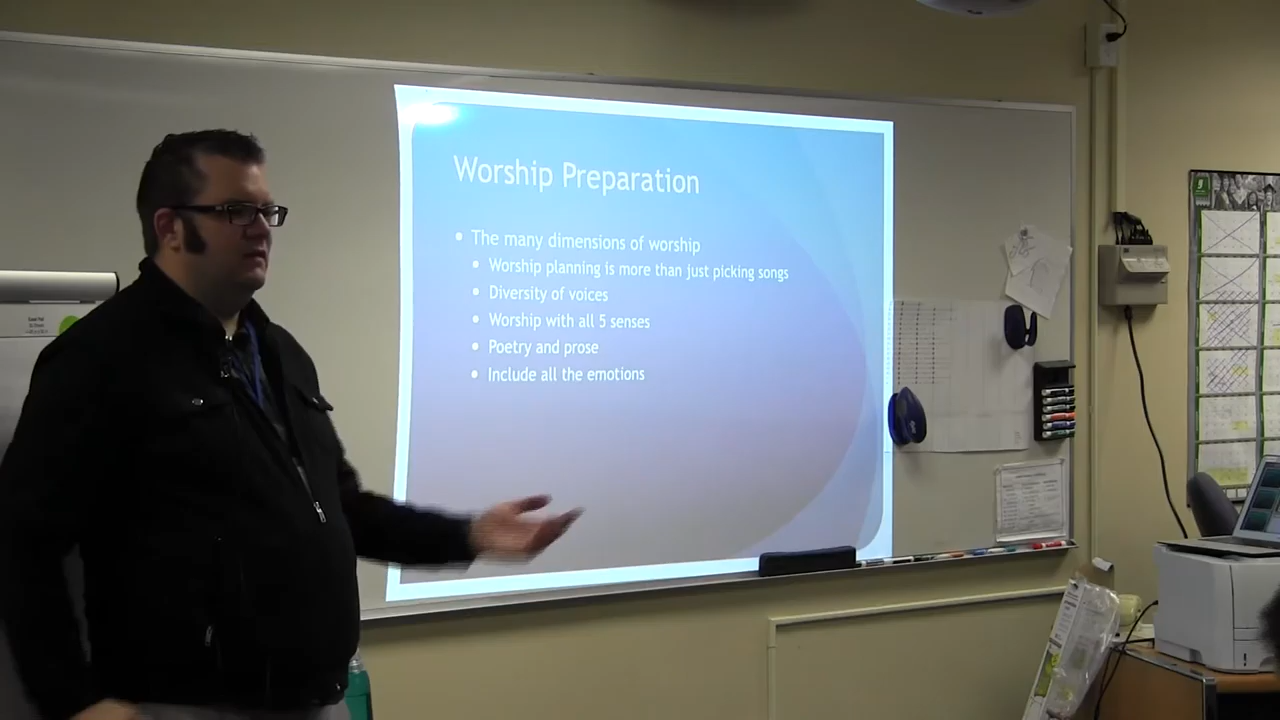 Worship Preparation
• The many dimensions of worship
• Worship planning is more than just picking songs
• Diversity of voices
• Worship with all 5 senses
• Poetry and prose
• Include all the emotions